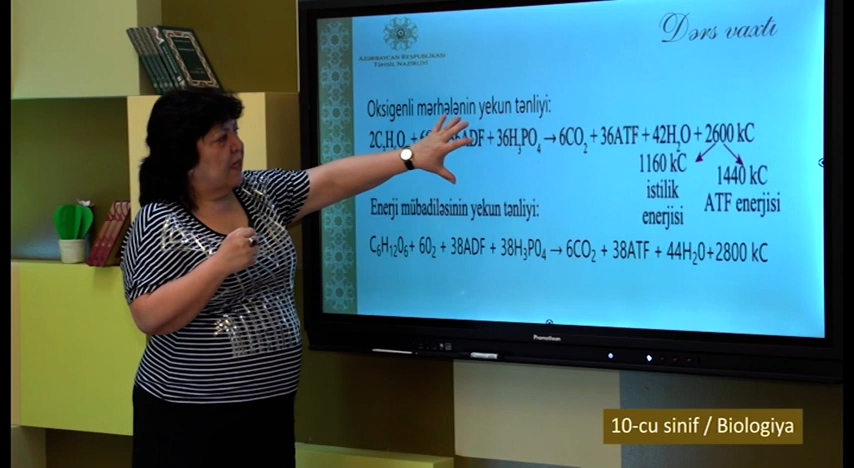 Dərs vaxtı
AZƏRBAYCAN RESPUBLİKASI
TƏHSİL NAZİRLİYİ
Oksigenli mərhələnin yekun tənliyi:
+ 36H₃PO₄ → 6CO₂ + 36ATF + 42H₂O + 2600 kC
1160 kC
istilik
enerjisi
1440 kC
ATF enerjisi
Enerji mübadiləsinin yekun tənliyi:
C₆H₁₂O₆+ 6O₂ + 38ADF + 38H₃PO₄ → 6CO₂ + 38ATF + 44H₂O+2800 kC
Promethean
10-cu sinif / Biologiya